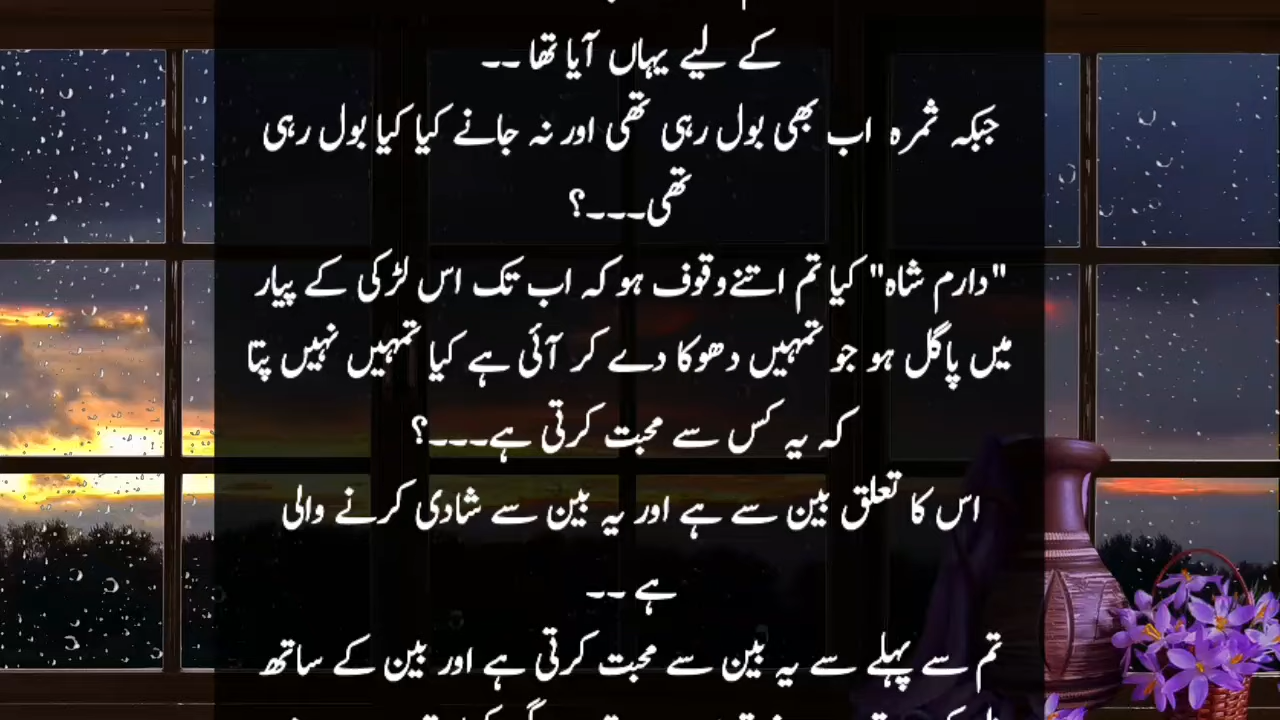 کے لیے یہاں آیا تھا ۔۔
جبکہ ثمرہ اب بھی بول رہی تھی اور نہ جانے کیا کیا بول رہی
تھی۔۔۔؟
"دارم شاہ" کیا تم اتنے وقوف ہو کہ اب تک اس لڑکی کے پیار
میں پاگل ہو جو تمہیں دھوکا دے کر آئی ہے کیا تمہیں نہیں پتا
کہ یہ کس سے محبت کرتی ہے۔۔۔؟
اس کا تعلق بین سے ہے اور یہ بین سے شادی کرنے والی
ہے ۔۔
تم سے پہلے سے یہ بین سے محبت کرتی ہے اور بین کے ساتھ